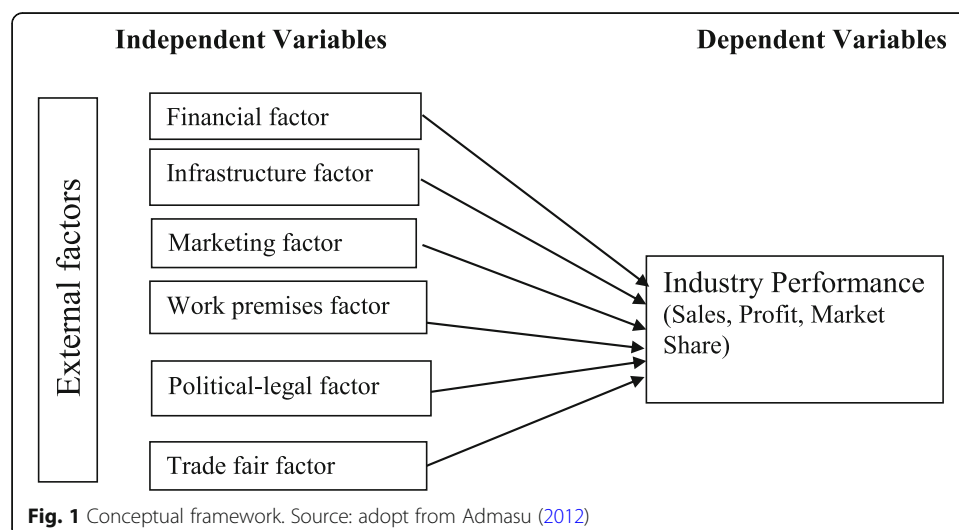 Independent Variables
Dependent Variables
External factors
Financial factor
Infrastructure factor
Marketing factor
Work premises factor
Political-legal factor
Trade fair factor
Industry Performance
(Sales, Profit, Market
Share)
Fig. 1 Conceptual framework. Source: adopt from Admasu (2012)